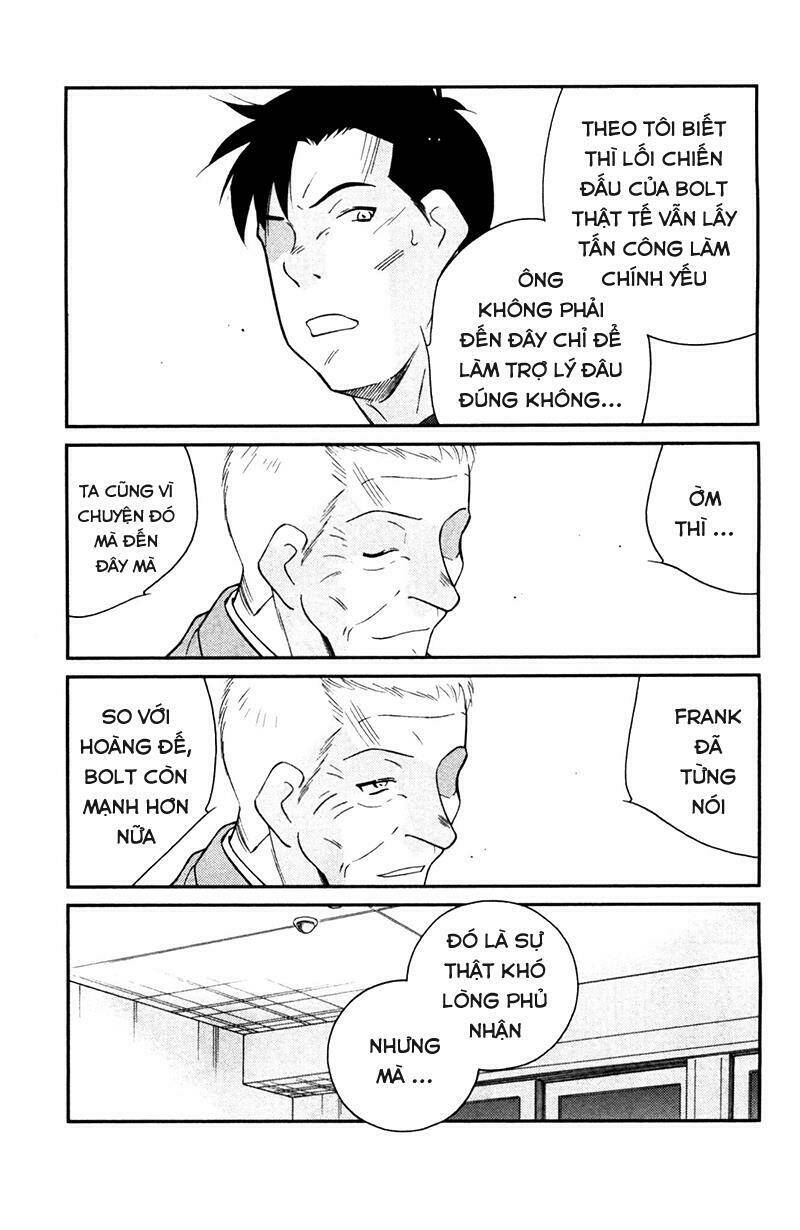 THEO TÔI BIẾT
THÌ LỐI CHIẾN
ĐẤU CỦA BOLT
THẬT TẾ VẪN LẤY
TẤN CÔNG LÀM
CHÍNH YẾU
ÔNG
KHÔNG PHẢI
ĐẾN ĐÂY CHỈ ĐỂ
LÀM TRỢ LÝ ĐÂU
ĐÚNG KHÔNG...
ỜM
THÌ ...
TA CŨNG VÌ
CHUYỆN ĐÓ
MÀ ĐẾN
ĐÂY MÀ
FRANK
ĐÃ
TỪNG
NÓI
SO VỚI
HOÀNG ĐẾ,
BOLT CÒN
MẠNH HƠN
NỮA
ĐÓ LÀ SỰ
THẬT KHÓ
LÒNG PHỦ
NHẬN
NHƯNG
MÀ ...